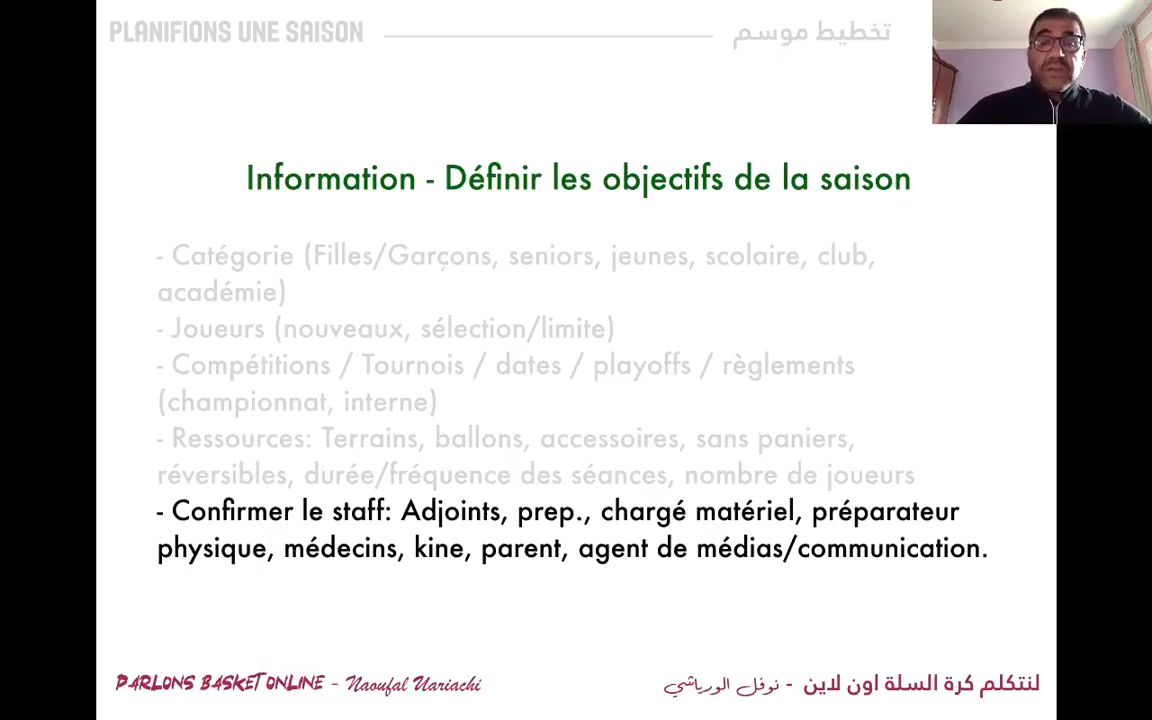 PLANIFIONS UNE SAISON
تخطيط موسم
Information - Définir les objectifs de la saison
- Catégorie (Filles/Garçons, seniors, jeunes, scolaire, club,
académie)
- Joueurs (nouveaux, sélection/limite)
- Compétitions / Tournois / dates / playoffs / règlements
(championnat, interne)
- Ressources: Terrains, ballons, accessoires, sans paniers,
réversibles, durée/fréquence des séances, nombre de joueurs
- Confirmer le staff: Adjoints, prep., chargé matériel, préparateur
physique, médecins, kine, parent, agent de médias/communication.
PARLONS BASKET ONLINE - Naoufal Uariachi
لنتكلم كرة السلة اون لاين - نوفل الورياشي